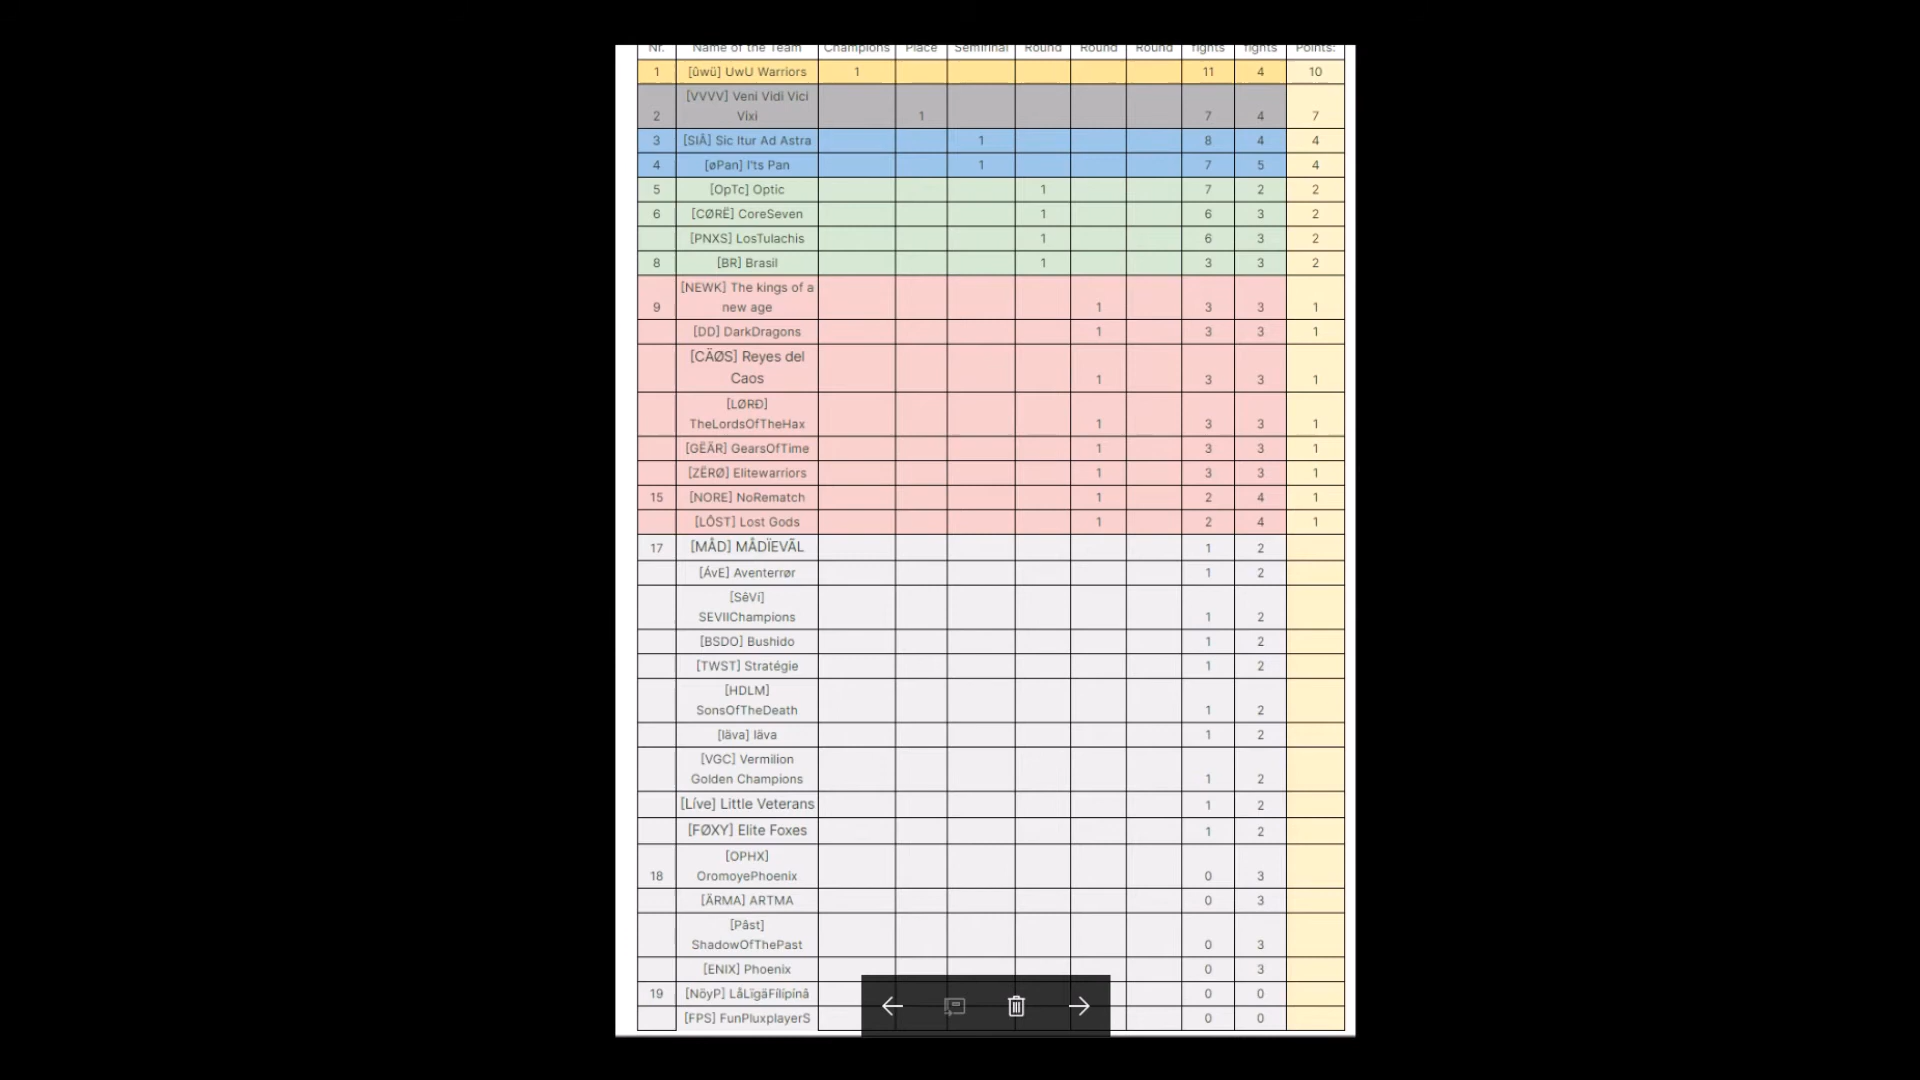 Nr. Name of the Team Champions Place Semifinal Round Round Round fights fights Points:
1 [ûwü] UwU Warriors 1 11 4 10
[VVVV] Veni Vidi Vici
2 Vixi 1 7 4 7
3 [SIÂ] Sic Itur Ad Astra 1 8 4 4
4 [øPan] I'ts Pan 1 7 5 4
5 [OpTc] Optic 1 7 2 2
6 [CØRË] CoreSeven 1 6 3 2
[PNXS] LosTulachis 1 6 3 2
8 [BR] Brasil 1 3 3 2
[NEWK] The kings of a
9 new age 1 3 3 1
[DD] DarkDragons 1 3 3 1
[CÄØS] Reyes del
Caos 1 3 3 1
[LØRĐ]
TheLordsOfTheHax 1 3 3 1
[GËÄR] GearsOfTime 1 3 3 1
[ZËRØ] Elitewarriors 1 3 3 1
15 [NORE] NoRematch 1 2 4 1
[LÔST] Lost Gods 1 2 4 1
17 [MÅD] MÅDÏEVÃL 1 2
[ÁvE] Aventerrør 1 2
[SêVí]
SEVIIChampions 1 2
[BSDO] Bushido 1 2
[TWST] Stratégie 1 2
[HDLM]
SonsOfTheDeath 1 2
[läva] läva 1 2
[VGC] Vermilion
Golden Champions 1 2
[Líve] Little Veterans 1 2
[FØXY] Elite Foxes 1 2
[OPHX]
18 OromoyePhoenix 0 3
[ÄRMA] ARTMA 0 3
[Pâst]
ShadowOfThePast 0 3
[ENIX] Phoenix 0 3
19 [NöyP] LåLïgäFílípínâ 0 0
[FPS] FunPluxplayerS 0 0